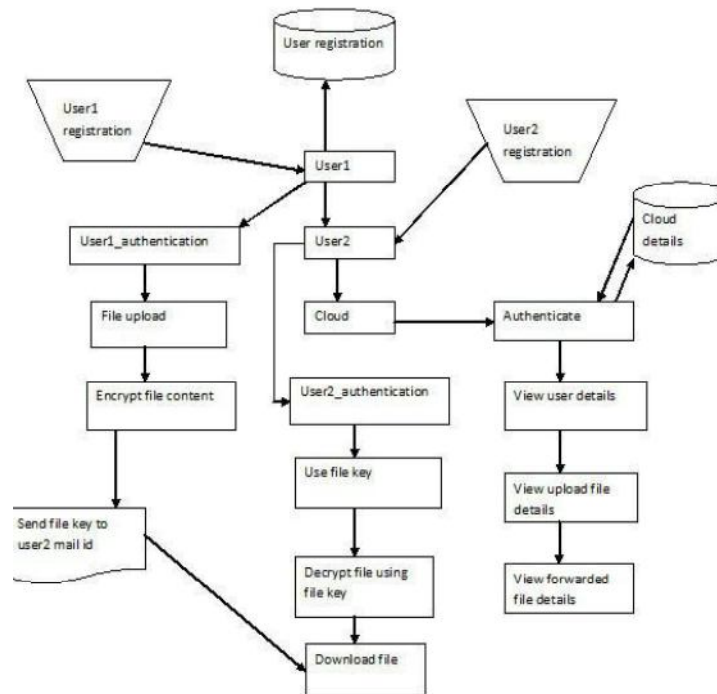 User registration
User1
registration
User2
registration
User1
Cloud
details
User1_authentication
User2
File upload
Cloud
Authenticate
Encrypt file content
User2_authentication
View user details
Use file key
View upload file
details
Send file key to
user2 mail id
Decrypt file using
file key
View forwarded
file details
Download file